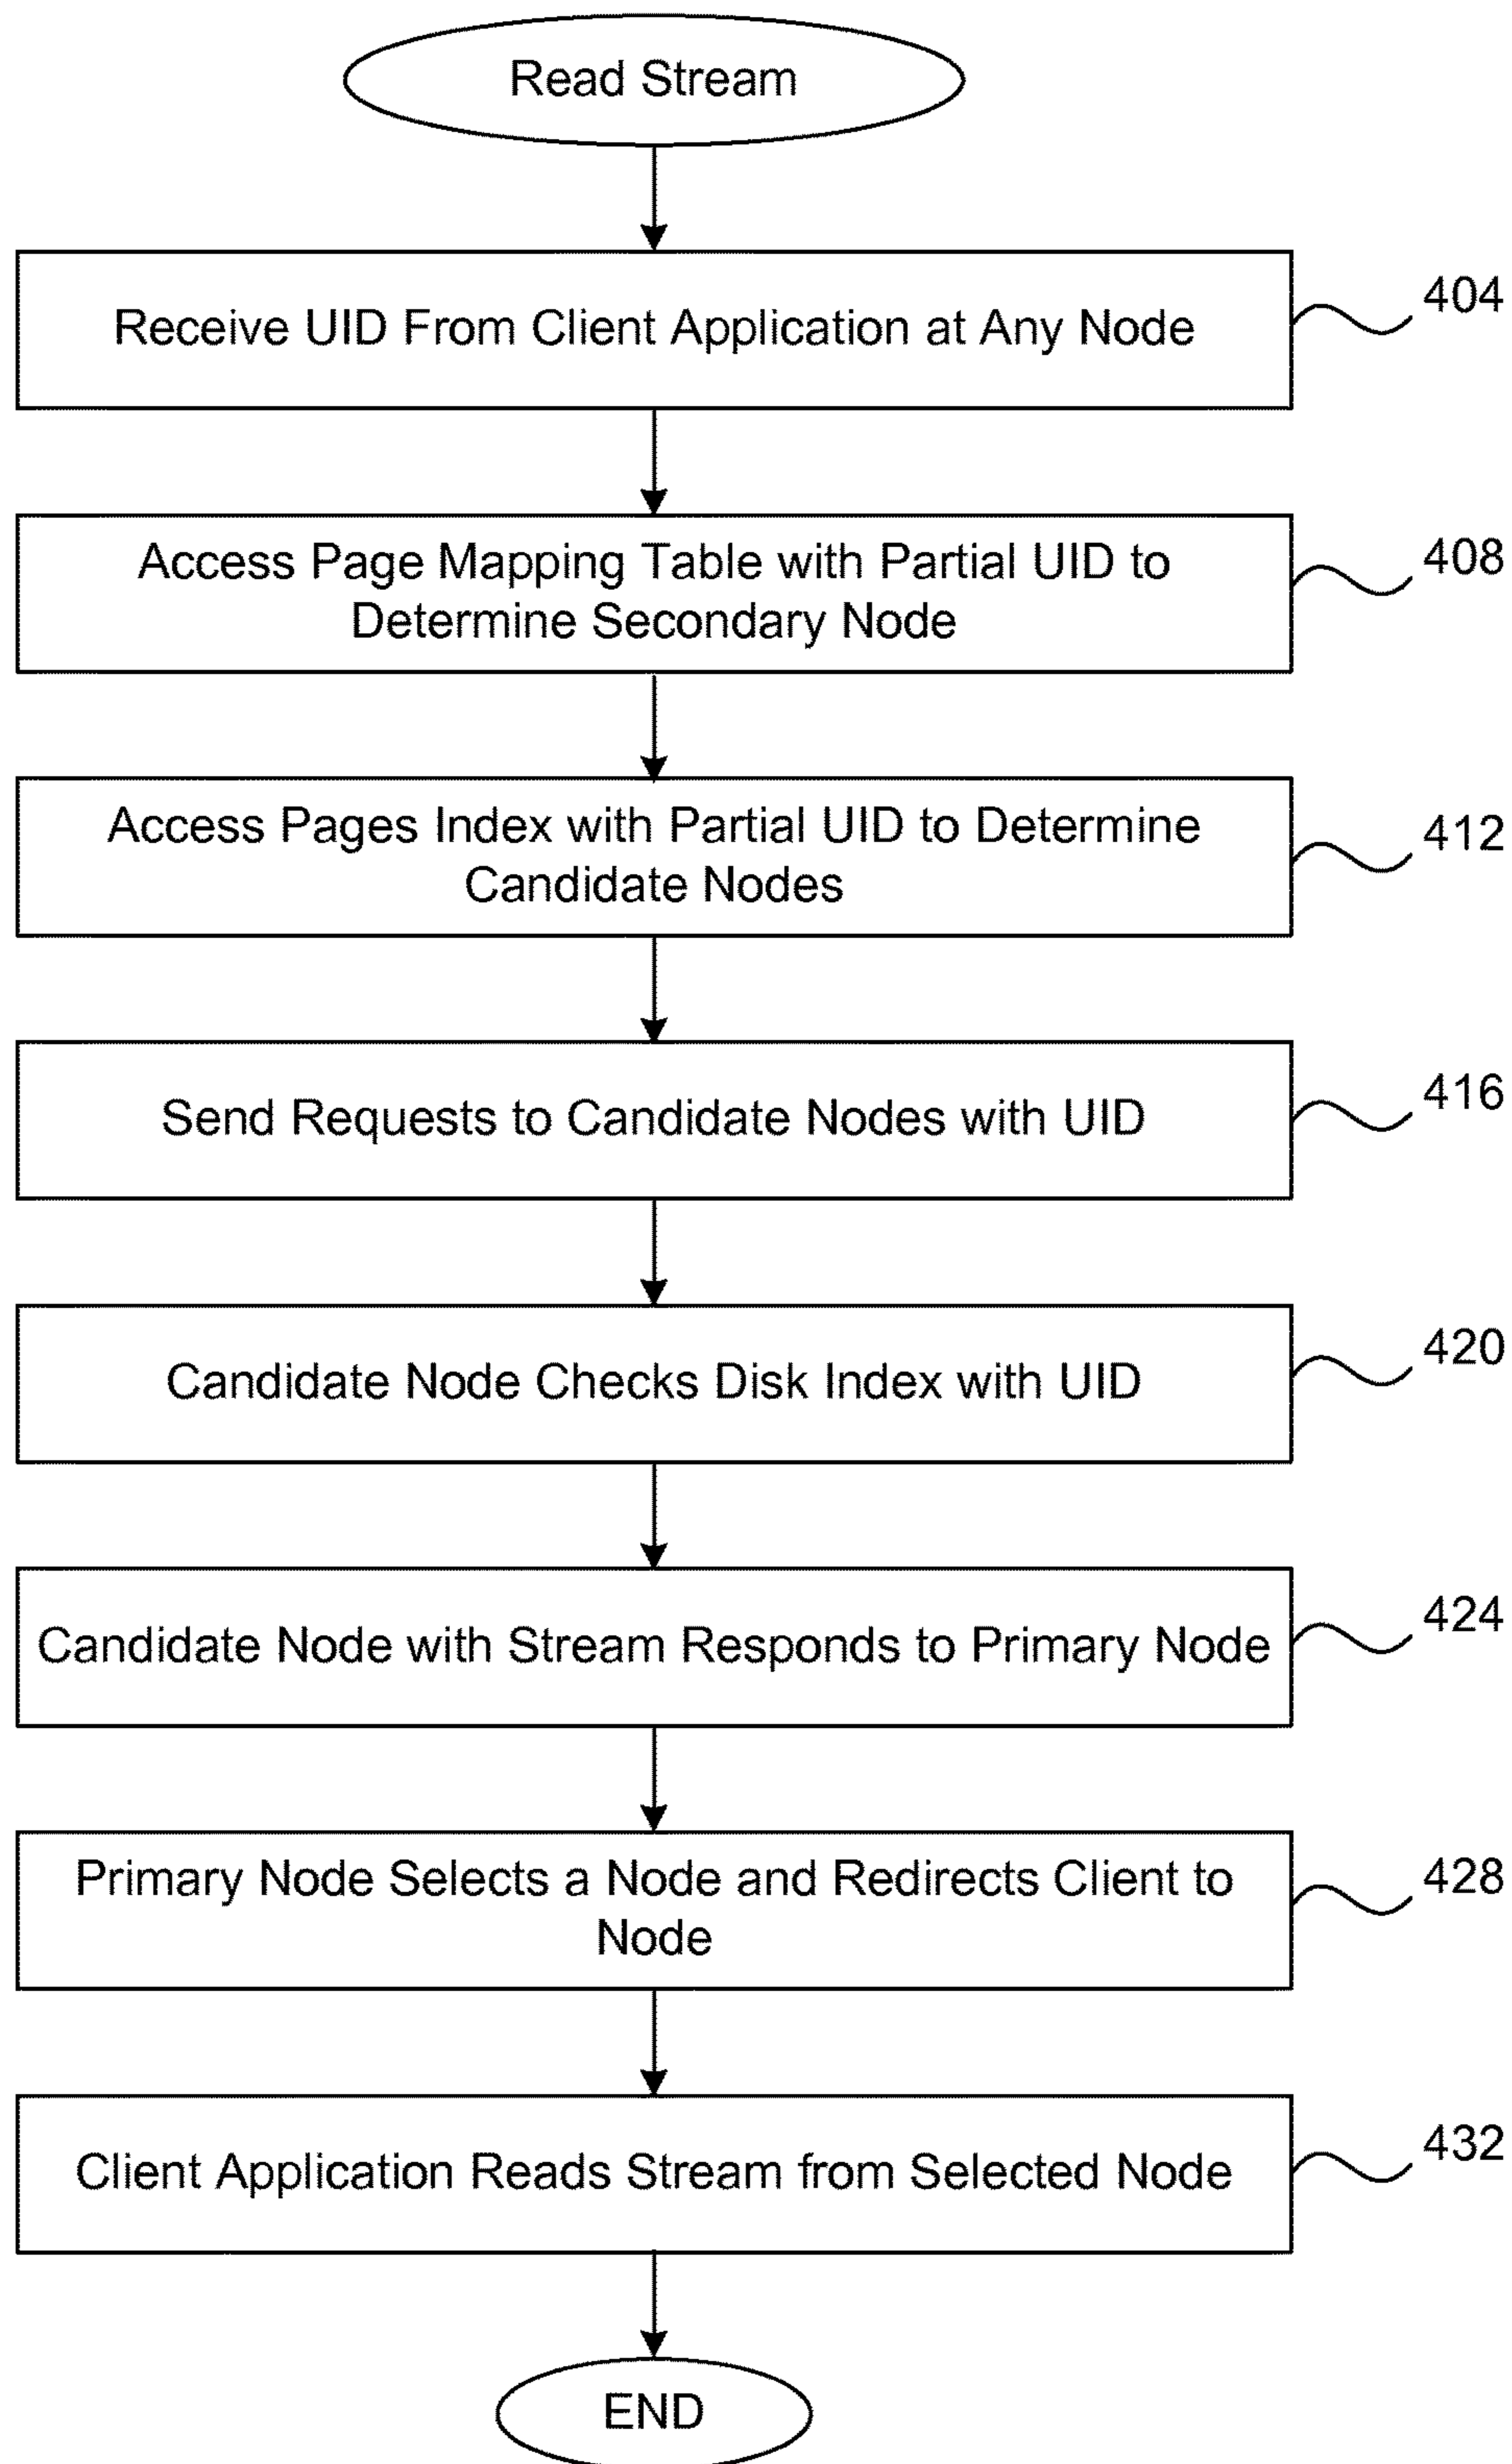 Read Stream
Receive UID From Client Application at Any Node
404
Access Page Mapping Table with Partial UID to
Determine Secondary Node
408
Access Pages Index with Partial UID to Determine
Candidate Nodes
412
Send Requests to Candidate Nodes with UID
416
Candidate Node Checks Disk Index with UID
420
Candidate Node with Stream Responds to Primary Node
424
Primary Node Selects a Node and Redirects Client to
Node
428
Client Application Reads Stream from Selected Node
432
END